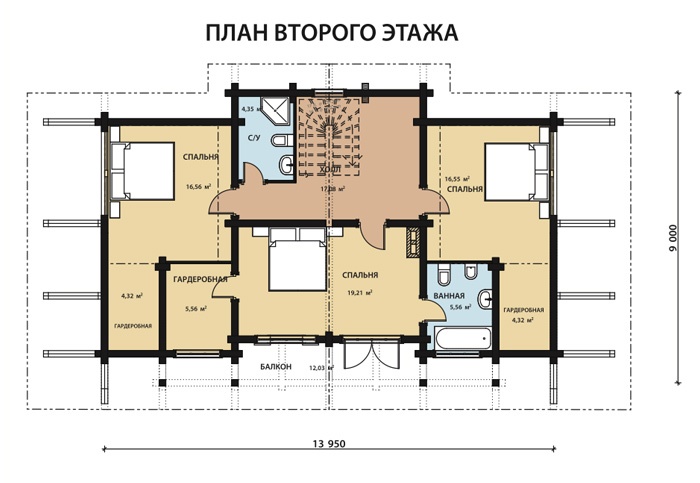 ПЛАН ВТОРОГО ЭТАЖА
4,35 м²
С/У
СПАЛЬНЯ
16,56 м²
ХОЛЛ
17,08 м²
16,55 м²
СПАЛЬНЯ
9 000
4,32 м²
ГАРДЕРОБНАЯ
ГАРДЕРОБНАЯ
5,56 м²
СПАЛЬНЯ
19,21 м²
ВАННАЯ
5,56 м²
ГАРДЕРОБНАЯ
4,32 м²
БАЛКОН 12,03 м²
13 950